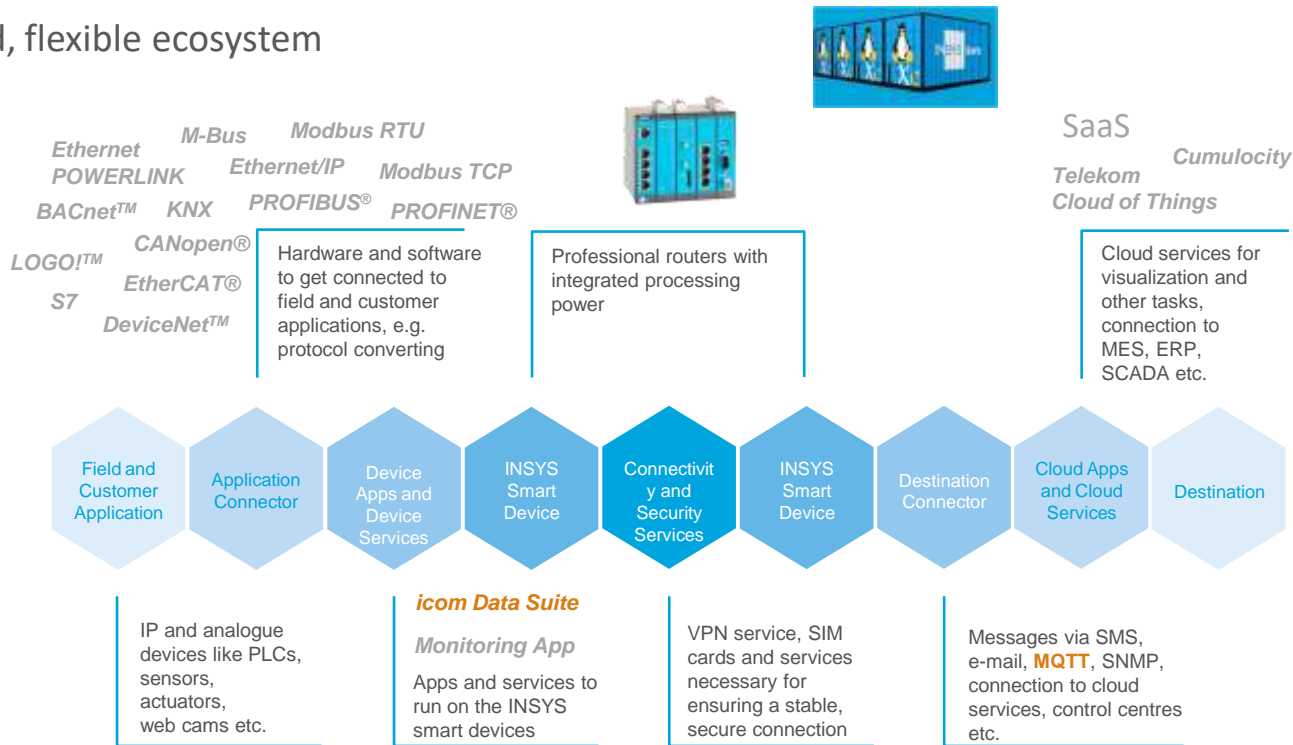 , flexible ecosystem
Ethernet
POWERLINK
M-Bus
Modbus RTU
Ethernet/IP
Modbus TCP
BACnet™
KNX
PROFIBUS®
PROFINET®
CANopen®
LOGO!™
EtherCAT®
S7
DeviceNet™
SaaS
Cumulocity
Telekom
Cloud of Things
Hardware and software
to get connected to
field and customer
applications, e.g.
protocol converting
Professional routers with
integrated processing
power
Cloud services for
visualization and
other tasks,
connection to
MES, ERP,
SCADA etc.
Field and
Customer
Application
Application
Connector
Device
Apps and
Device
Services
INSYS
Smart
Device
Connectivit
y and
Security
Services
INSYS
Smart
Device
Destination
Connector
Cloud Apps
and Cloud
Services
Destination
IP and analogue
devices like PLCs,
sensors,
actuators,
web cams etc.
icom Data Suite
Monitoring App
Apps and services to
run on the INSYS
smart devices
VPN service, SIM
cards and services
necessary for
ensuring a stable,
secure connection
Messages via SMS,
e-mail, MQTT, SNMP,
connection to cloud
services, control centres
etc.